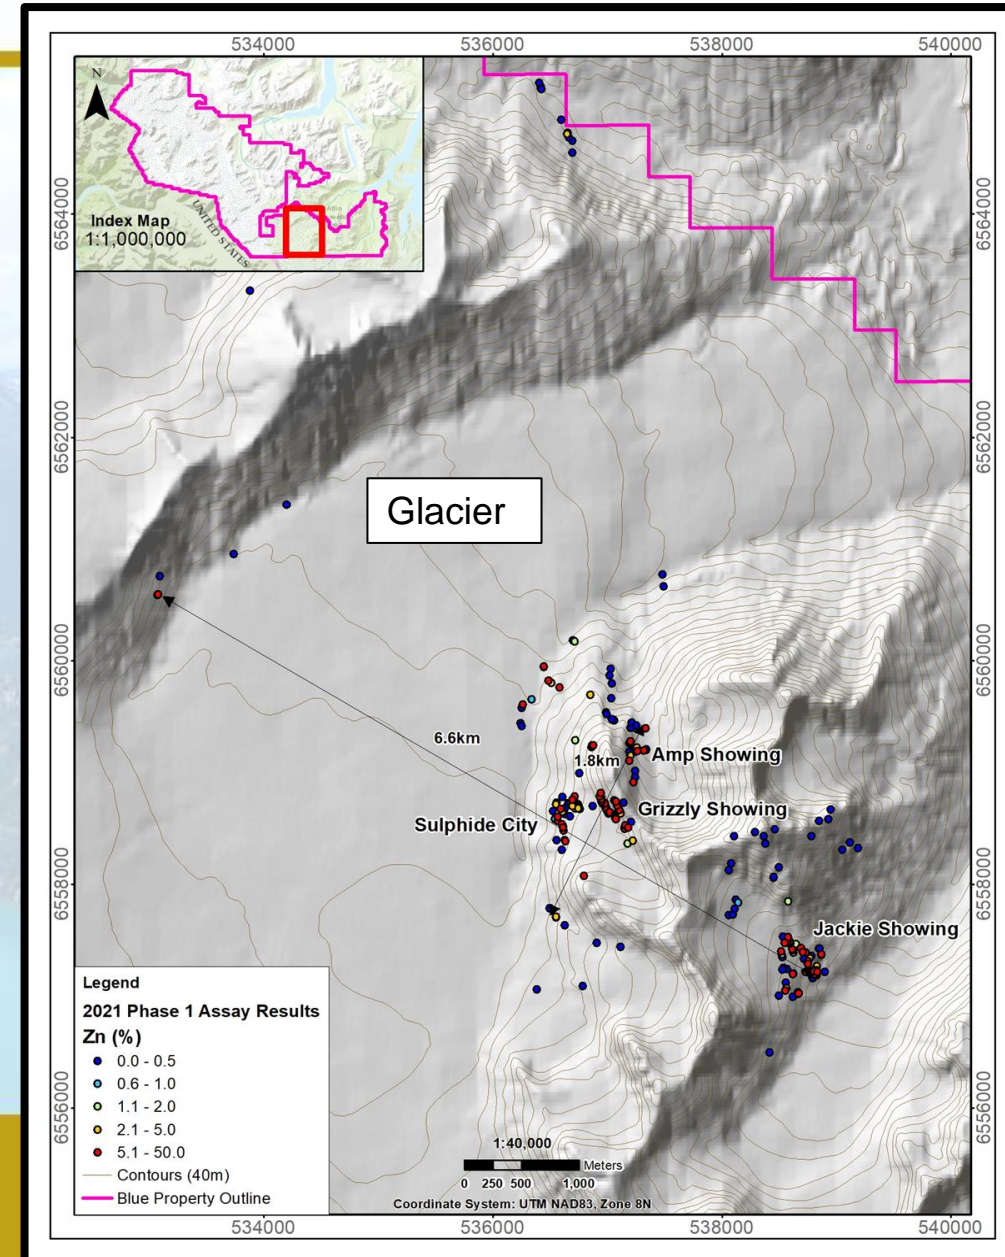 534000 536000 538000 540000
N
Index Map
1:1,000,000
UNITED STATES
6564000 6564000
6562000 6562000
Glacier
6560000 6560000
6.6km
1.8km
Amp Showing
Grizzly Showing
Sulphide City
6558000 6558000
Jackie Showing
Legend
2021 Phase 1 Assay Results
Zn (%)
0.0 - 0.5
0.6 - 1.0
1.1 - 2.0
2.1 - 5.0
5.1 - 50.0
Contours (40m)
Blue Property Outline
6556000 6556000
1:40,000
Meters
0 250 500 1,000
Coordinate System: UTM NAD83, Zone 8N
534000 536000 538000 540000